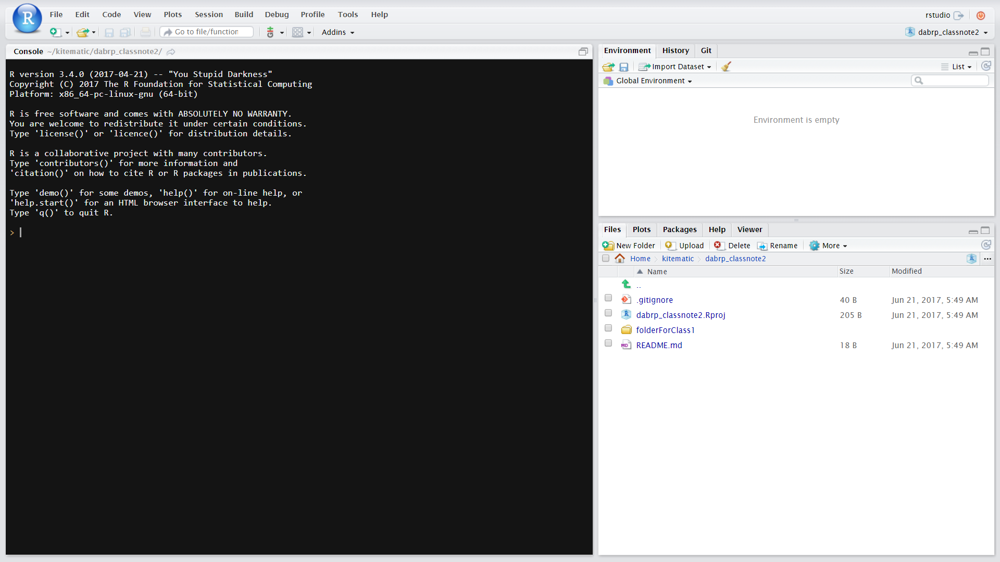 R
File Edit Code View Plots Session Build Debug Profile Tools Help
rstudio
Go to file/function
Addins
dabrp_classnote2
Console ~/kitematic/dabrp_classnote2/
R version 3.4.0 (2017-04-21) -- "You Stupid Darkness"
Copyright (C) 2017 The R Foundation for Statistical Computing
Platform: x86_64-pc-linux-gnu (64-bit)
R is free software and comes with ABSOLUTELY NO WARRANTY.
You are welcome to redistribute it under certain conditions.
Type 'license()' or 'licence()' for distribution details.
R is a collaborative project with many contributors.
Type 'contributors()' for more information and
'citation()' on how to cite R or R packages in publications.
Type 'demo()' for some demos, 'help()' for on-line help, or
'help.start()' for an HTML browser interface to help.
Type 'q()' to quit R.
>
Environment History Git
Import Dataset
List
Global Environment
Environment is empty
Files Plots Packages Help Viewer
New Folder Upload Delete Rename More
Home kitematic dabrp_classnote2
Name Size Modified
..
.gitignore 40 B Jun 21, 2017, 5:49 AM
dabrp_classnote2.Rproj 205 B Jun 21, 2017, 5:49 AM
folderForClass1
README.md 18 B Jun 21, 2017, 5:49 AM